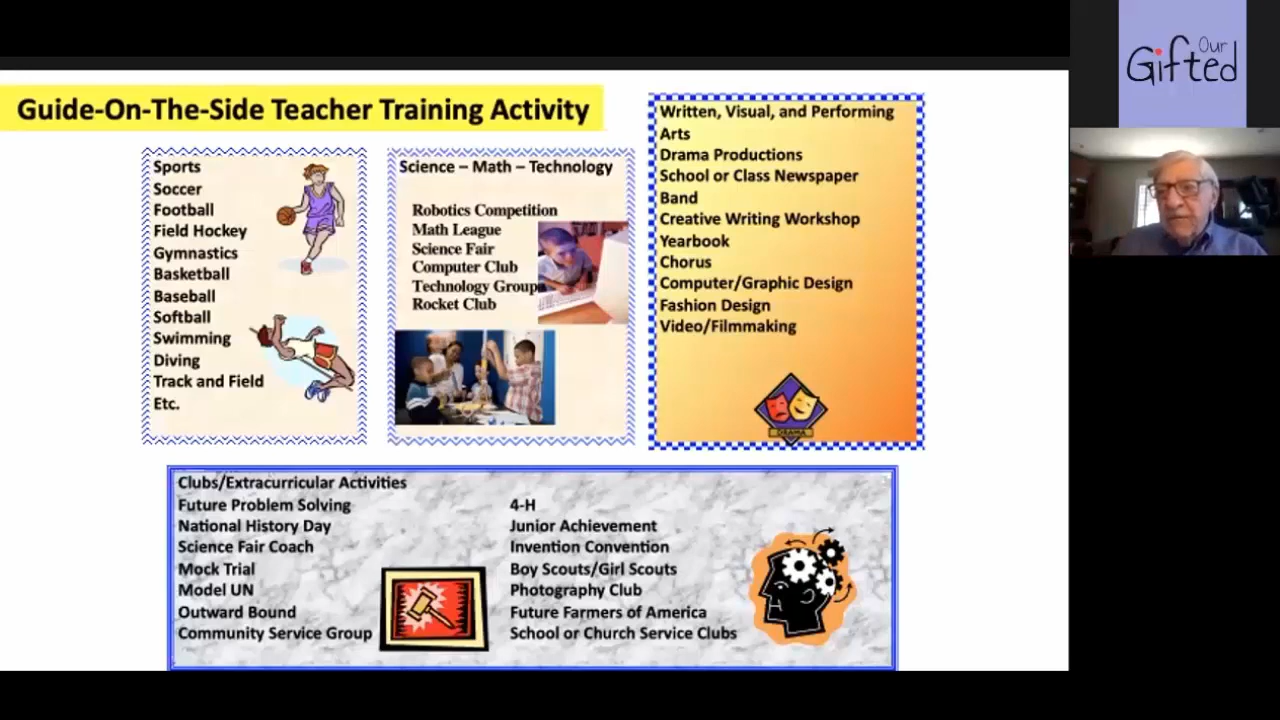 Guide-On-The-Side Teacher Training Activity
Sports
Soccer
Football
Field Hockey
Gymnastics
Basketball
Baseball
Softball
Swimming
Diving
Track and Field
Etc.
Science – Math – Technology
Robotics Competition
Math League
Science Fair
Computer Club
Technology Group
Rocket Club
Written, Visual, and Performing
Arts
Drama Productions
School or Class Newspaper
Band
Creative Writing Workshop
Yearbook
Chorus
Computer/Graphic Design
Fashion Design
Video/Filmmaking
DRAMA
Clubs/Extracurricular Activities
Future Problem Solving
National History Day
Science Fair Coach
Mock Trial
Model UN
Outward Bound
Community Service Group
4-H
Junior Achievement
Invention Convention
Boy Scouts/Girl Scouts
Photography Club
Future Farmers of America
School or Church Service Clubs
Our
Gifted